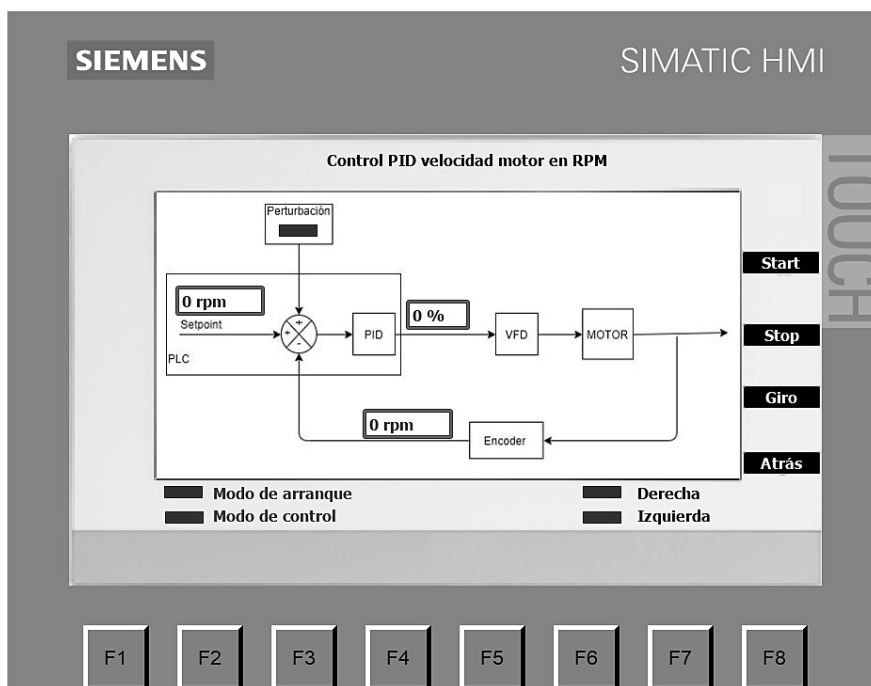 SIEMENS
SIMATIC HMI
TOUCH
Control PID velocidad motor en RPM
Perturbación
0 rpm
Setpoint
PLC
+
+
-
PID
0 %
VFD
MOTOR
0 rpm
Encoder
Start
Stop
Giro
Atrás
Modo de arranque
Modo de control
Derecha
Izquierda
F1
F2
F3
F4
F5
F6
F7
F8